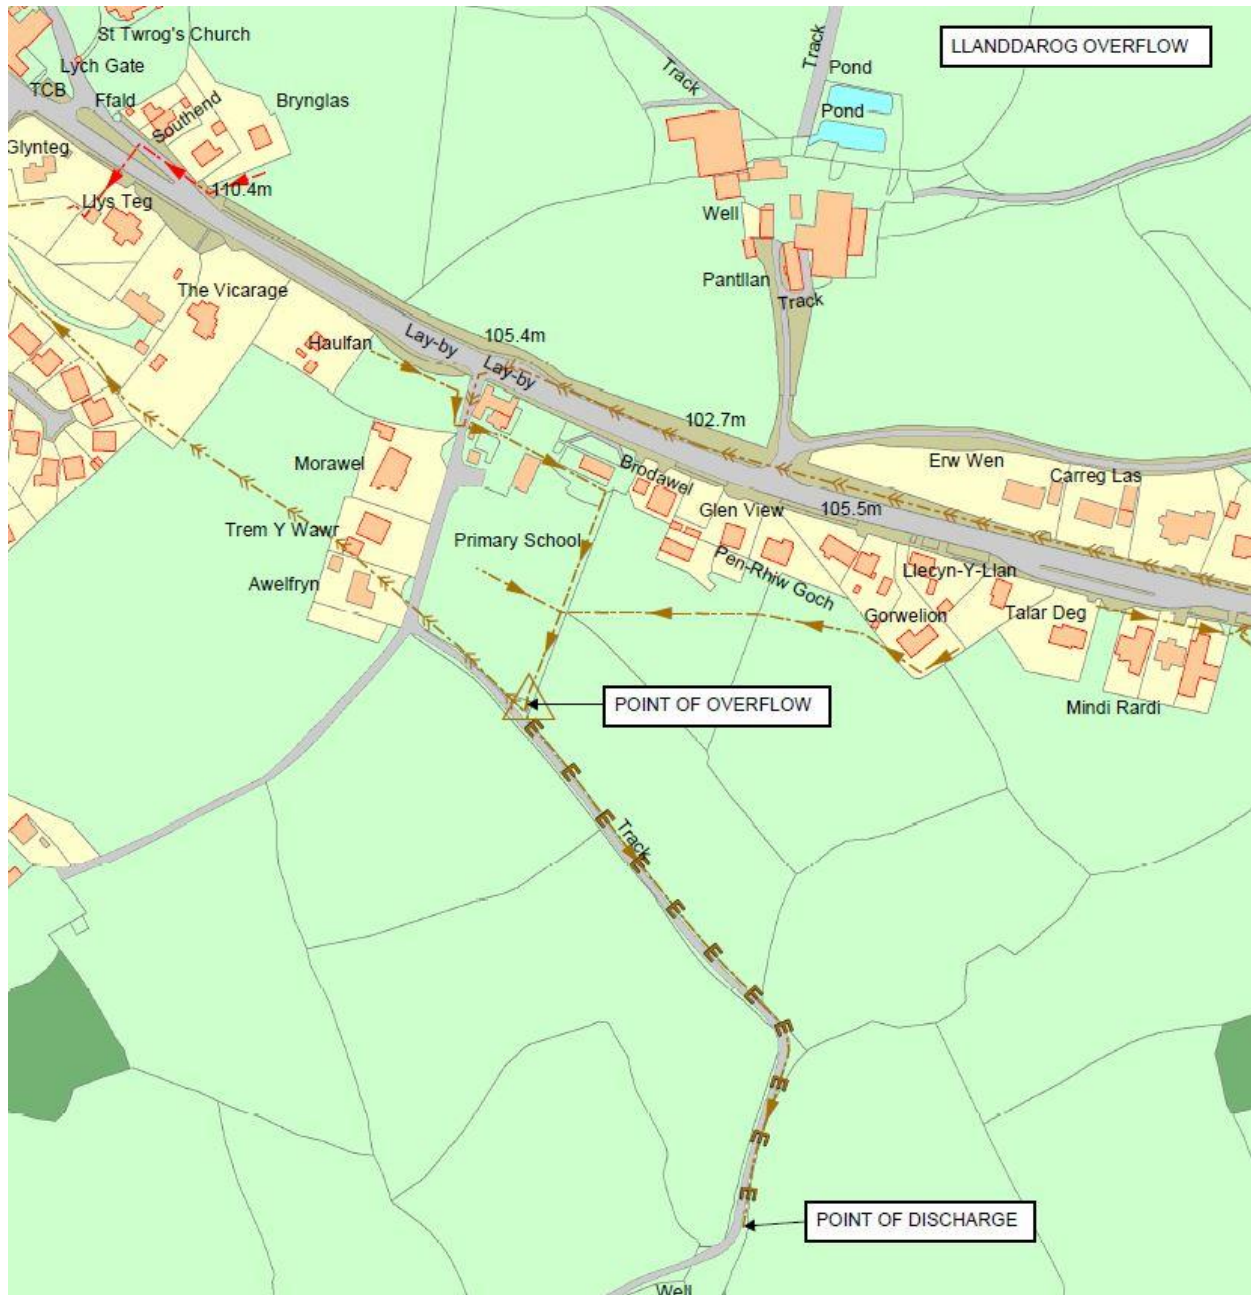 St Twrog's Church
LLANDDAROG OVERFLOW
Lych Gate
Track
Track
Pond
TCB
Ffald
Southend
Brynglas
Pond
Glynteg
110.4m
Llys Teg
Well
The Vicarage
Pantllan
Track
Haulfan
Lay-by
105.4m
Lay-by
102.7m
Morawel
Brodawel
Erw Wen
Carreg Las
Glen View
105.5m
Trem Y Wawr
Primary School
Pen-Rhiw Goch
Llecyn-Y-Llan
Awelfryn
Gorwelion
Talar Deg
POINT OF OVERFLOW
Mindi Rardi
E
E
E
Track
E
E
E
E
E
E
E
E
POINT OF DISCHARGE
Well